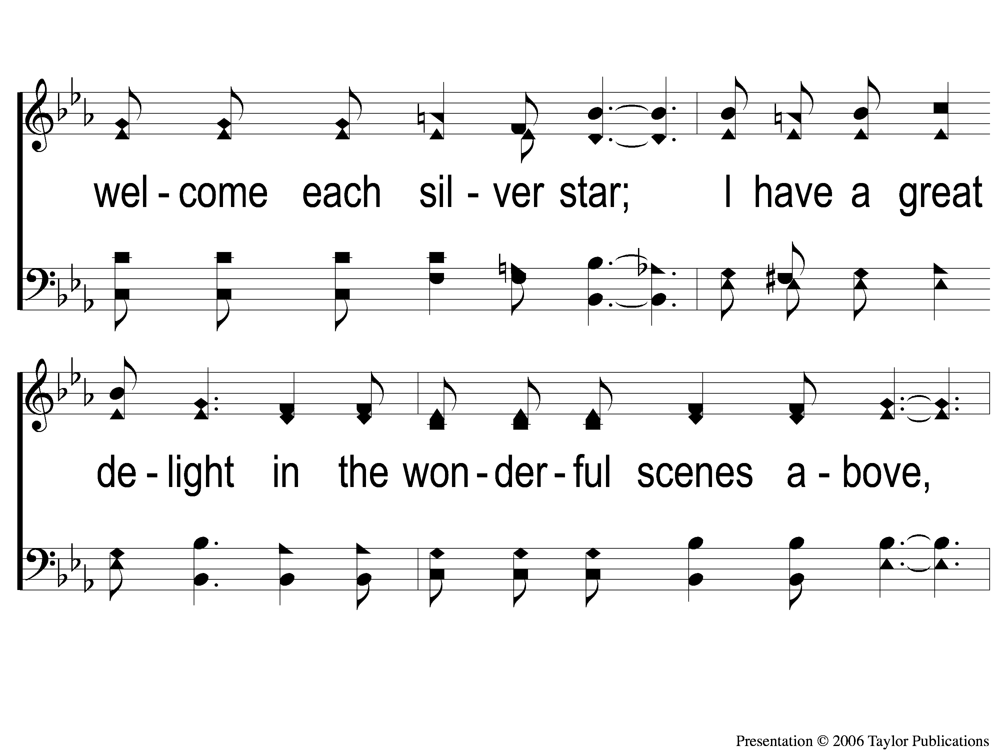 wel - come each sil - ver star; I have a great
de - light in the won - der - ful scenes a - bove,
Presentation © 2006 Taylor Publications